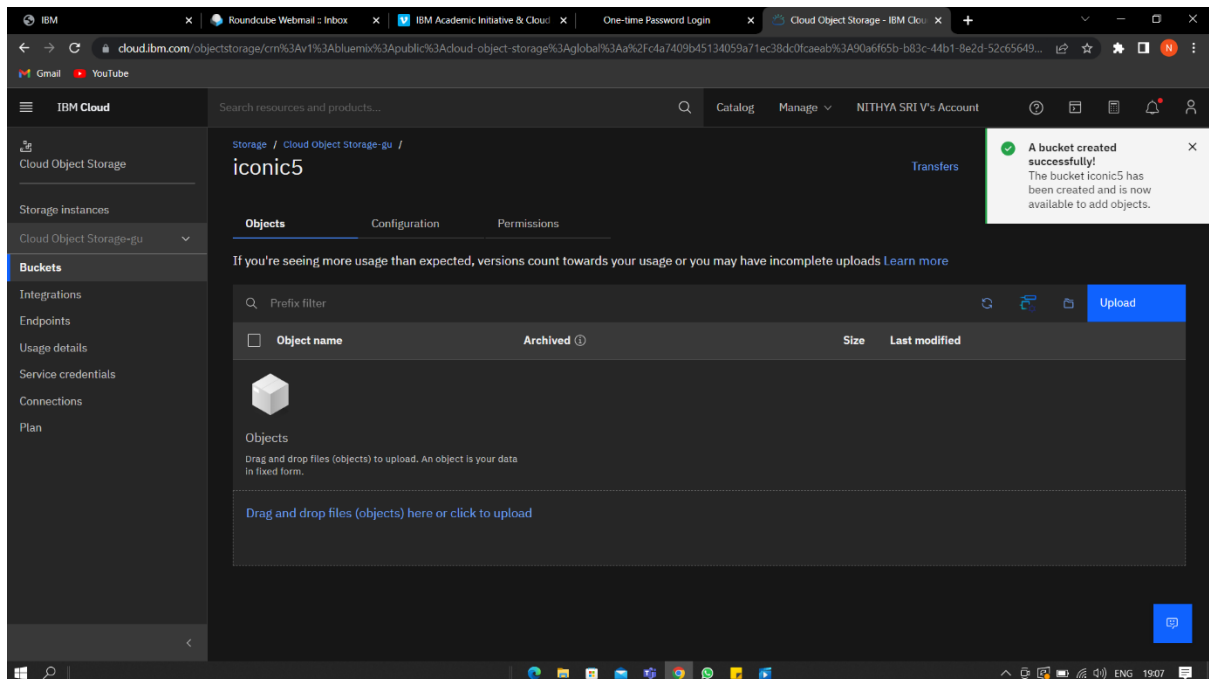 IBM
Roundcube Webmail :: Inbox
IBM Academic Initiative & Cloud
One-time Password Login
Cloud Object Storage - IBM Clou
cloud.ibm.com/objectstorage/crn%3Av1%3Abluemix%3Apublic%3Acloud-object-storage%3Aglobal%3Aa%2Fc4a7409b45134059a71ec38dc0fcaeab%3A90a6f65b-b83c-44b1-8e2d-52c65649...
N
Gmail
YouTube
IBM Cloud
Search resources and products...
Catalog
Manage
NITHYA SRI V's Account
Cloud Object Storage
Storage instances
Cloud Object Storage-gu
Buckets
Integrations
Endpoints
Usage details
Service credentials
Connections
Plan
Storage / Cloud Object Storage-gu /
iconic5
Transfers
A bucket created
successfully!
The bucket iconic5 has
been created and is now
available to add objects.
Objects
Configuration
Permissions
If you're seeing more usage than expected, versions count towards your usage or you may have incomplete uploads Learn more
Prefix filter
Upload
Object name
Archived
Size
Last modified
Objects
Drag and drop files (objects) to upload. An object is your data
in fixed form.
Drag and drop files (objects) here or click to upload
ENG
19:07